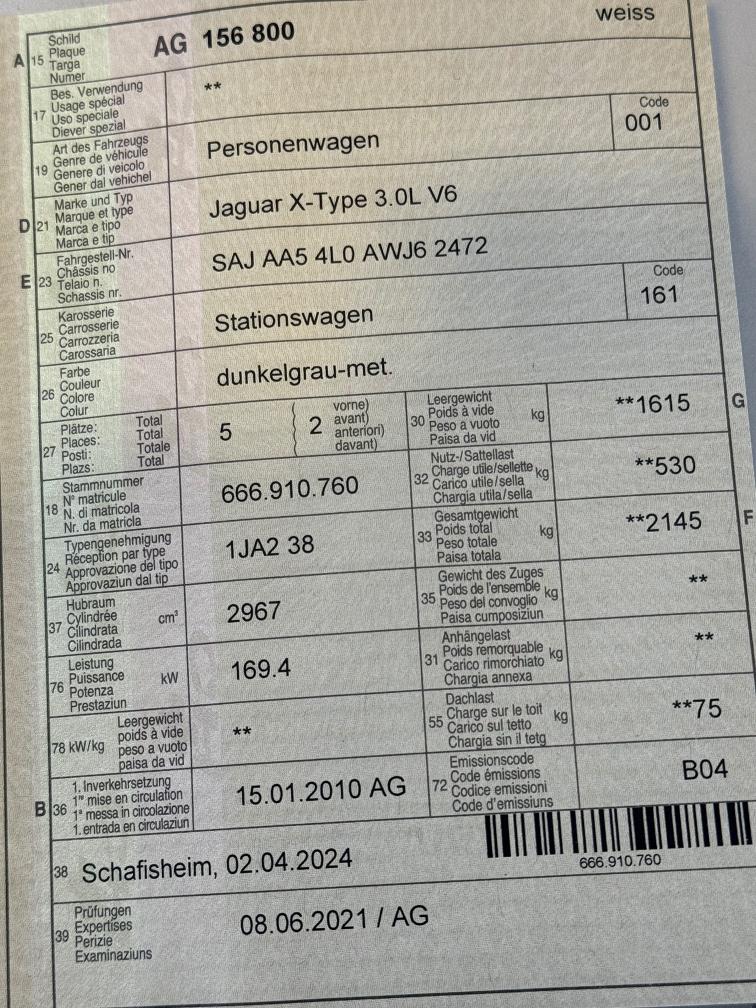 weiss
A 15 Schild
Plaque
Targa
Numer
AG 156 800
17 Bes. Verwendung
Usage spécial
Uso speciale
Diever spezial
**
19 Art des Fahrzeugs
Genre de véhicule
Genere di veicolo
Gener dal vehichel
Personenwagen
Code
001
D 21 Marke und Typ
Marque et type
Marca e tipo
Marca e tip
Jaguar X-Type 3.0L V6
E 23 Fahrgestell-Nr.
Châssis no
Telaio n.
Schassis nr.
SAJ AA5 4L0 AWJ6 2472
25 Karosserie
Carrosserie
Carrozzeria
Carossaria
Stationswagen
Code
161
26 Farbe
Couleur
Colore
Colur
dunkelgrau-met.
27 Plätze: Total
Places: Total
Posti: Totale
Plazs: Total
5
2 vorne)
avant)
anteriori)
davant)
30 Leergewicht
Poids à vide
Peso a vuoto
Paisa da vid
kg
**1615
G
18 Stammnummer
N° matricule
N. di matricola
Nr. da matricla
666.910.760
32 Nutz-/Sattellast
Charge utile/sellette
Carico utile/sella
Chargia utila/sella
kg
**530
24 Typengenehmigung
Réception par type
Approvazione del tipo
Approvaziun dal tip
1JA2 38
33 Gesamtgewicht
Poids total
Peso totale
Paisa totala
kg
**2145
F
37 Hubraum
Cylindrée
Cilindrata
Cilindrada
cm³
2967
35 Gewicht des Zuges
Poids de l'ensemble
Peso del convoglio
Paisa cumposiziun
kg
**
76 Leistung
Puissance
Potenza
Prestaziun
kW
169.4
31 Anhängelast
Poids remorquable
Carico rimorchiato
Chargia annexa
kg
**
78 kW/kg Leergewicht
poids à vide
peso a vuoto
paisa da vid
**
55 Dachlast
Charge sur le toit
Carico sul tetto
Chargia sin il tetg
kg
**75
B 36 1. Inverkehrsetzung
1re mise en circulation
1a messa in circolazione
1. entrada en circulaziun
15.01.2010 AG
72 Emissionscode
Code émissions
Codice emissioni
Code d'emissiuns
B04
38 Schafisheim, 02.04.2024
666.910.760
39 Prüfungen
Expertises
Perizie
Examinaziuns
08.06.2021 / AG